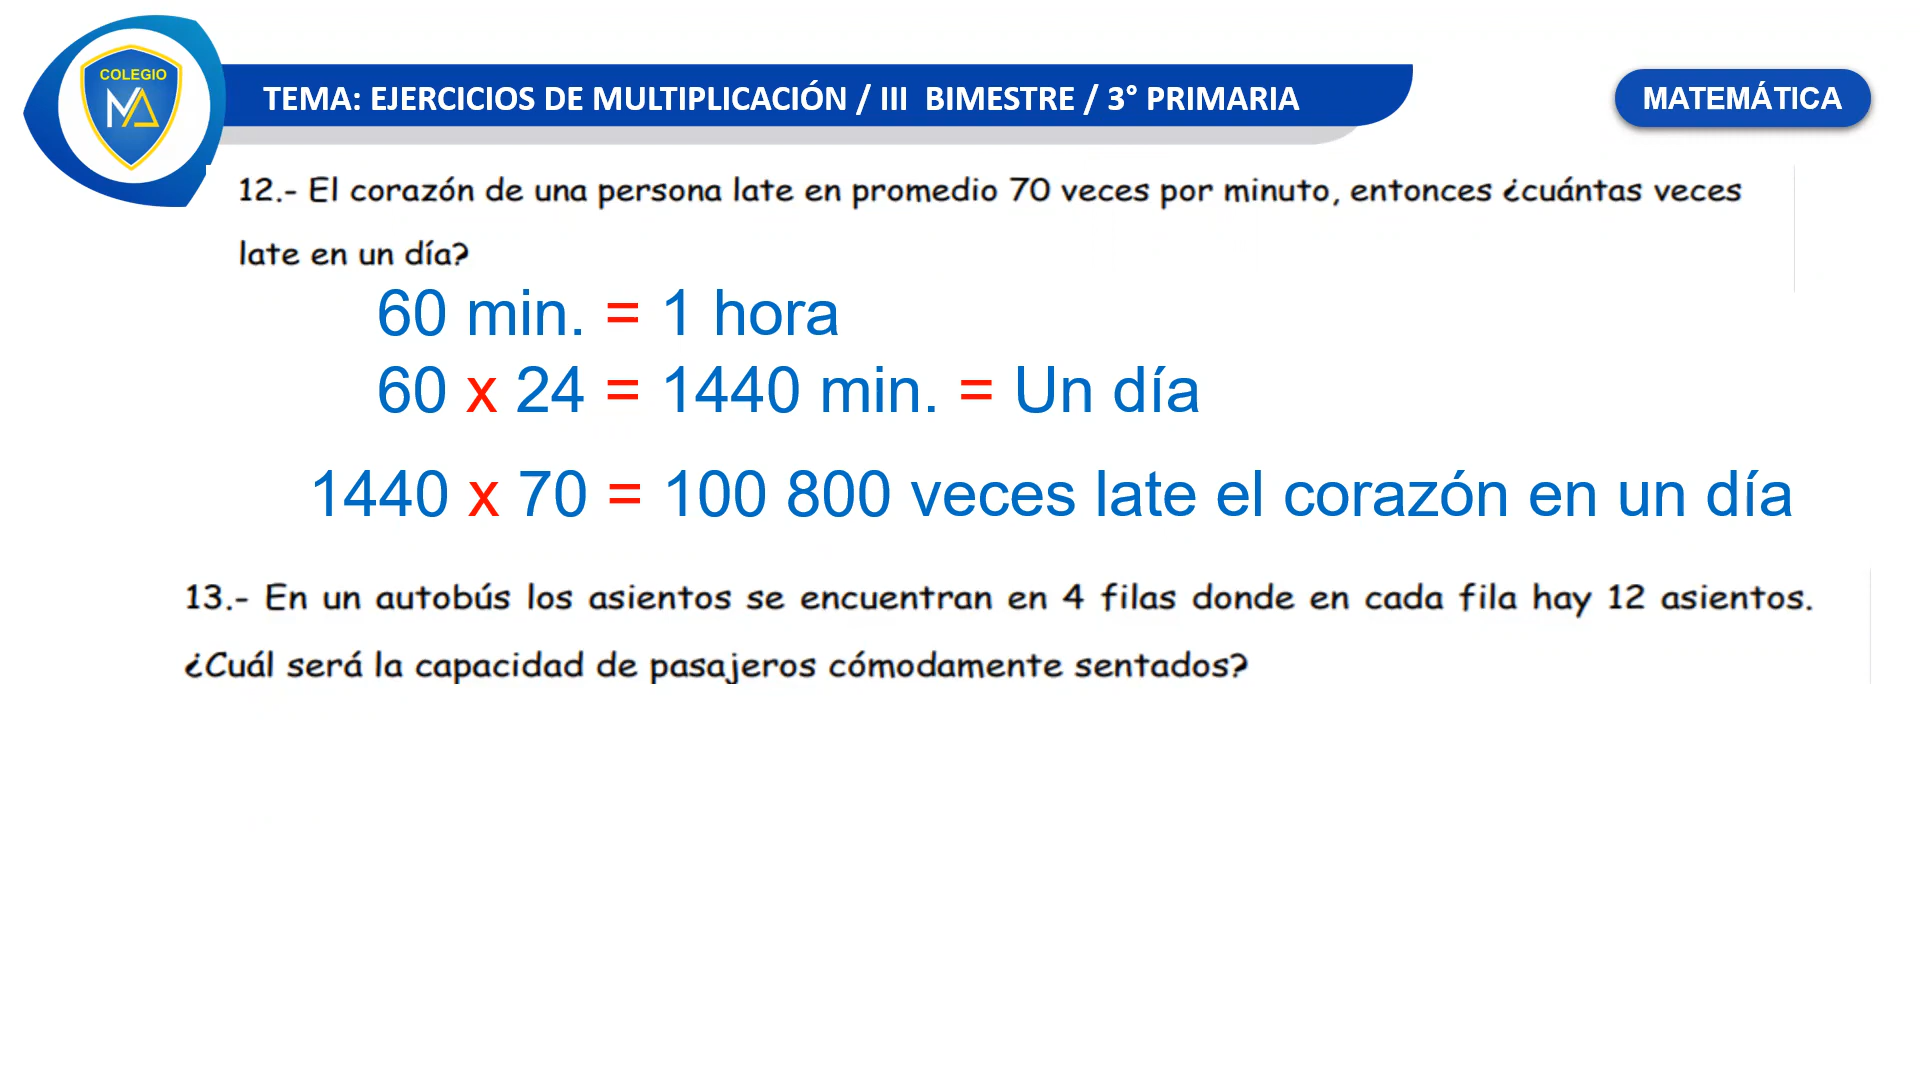 COLEGIO
MA
TEMA: EJERCICIOS DE MULTIPLICACIÓN / III BIMESTRE / 3° PRIMARIA
MATEMÁTICA
12.- El corazón de una persona late en promedio 70 veces por minuto, entonces ¿cuántas veces
late en un día?
60 min. = 1 hora
60 x 24 = 1440 min. = Un día
1440 x 70 = 100 800 veces late el corazón en un día
13.- En un autobús los asientos se encuentran en 4 filas donde en cada fila hay 12 asientos.
¿Cuál será la capacidad de pasajeros cómodamente sentados?